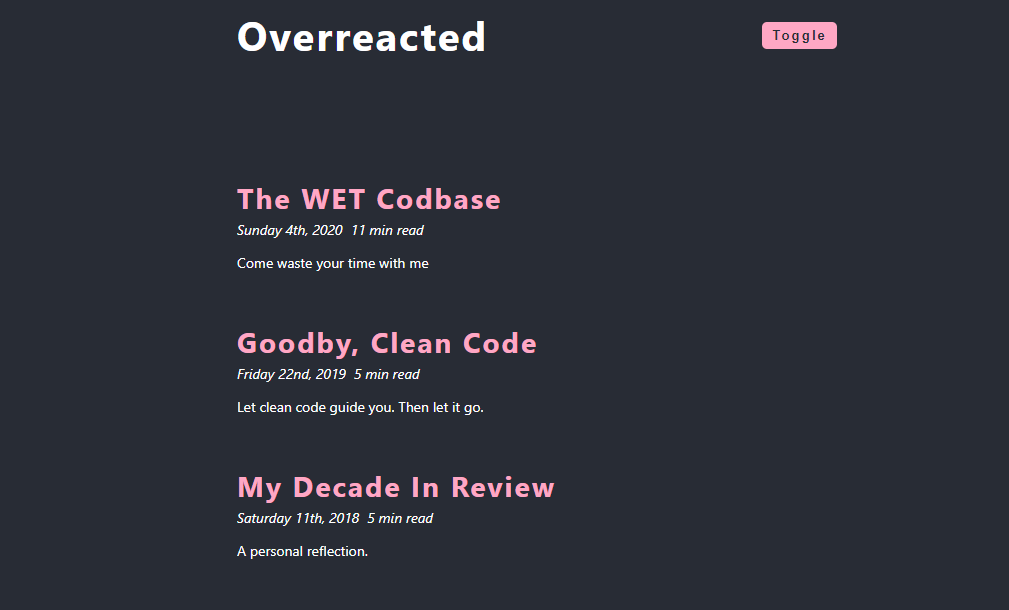 Overreacted
Toggle
The WET Codbase
Sunday 4th, 2020 11 min read
Come waste your time with me
Goodby, Clean Code
Friday 22nd, 2019 5 min read
Let clean code guide you. Then let it go.
My Decade In Review
Saturday 11th, 2018 5 min read
A personal reflection.